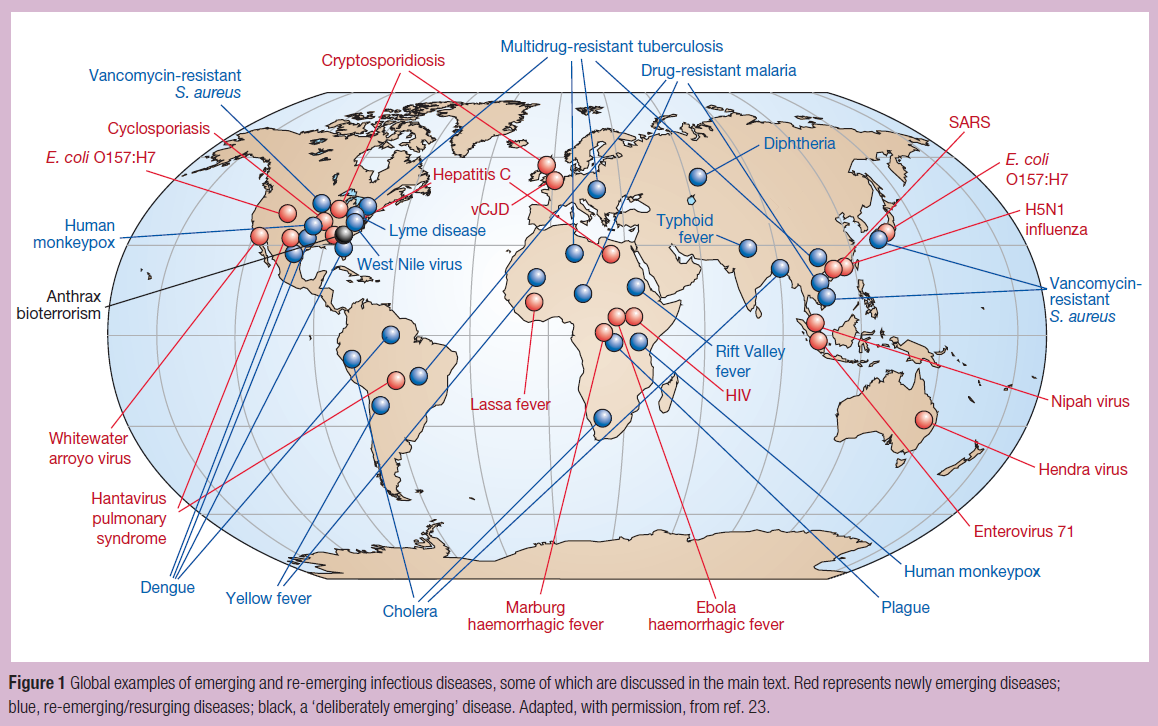 Multidrug-resistant tuberculosis
Cryptosporidiosis
Drug-resistant malaria
Vancomycin-resistant
S. aureus
Cyclosporiasis
SARS
Diphtheria
E. coli O157:H7
E. coli
O157:H7
Hepatitis C
vCJD
H5N1
influenza
Human
monkeypox
Lyme disease
Typhoid
fever
West Nile virus
Anthrax
bioterrorism
Vancomycin-
resistant
S. aureus
Rift Valley
fever
HIV
Lassa fever
Nipah virus
Whitewater
arroyo virus
Hendra virus
Hantavirus
pulmonary
syndrome
Enterovirus 71
Dengue
Yellow fever
Cholera
Marburg
haemorrhagic fever
Ebola
haemorrhagic fever
Human monkeypox
Plague
Figure 1 Global examples of emerging and re-emerging infectious diseases, some of which are discussed in the main text. Red represents newly emerging diseases;
blue, re-emerging/resurging diseases; black, a ‘deliberately emerging’ disease. Adapted, with permission, from ref. 23.